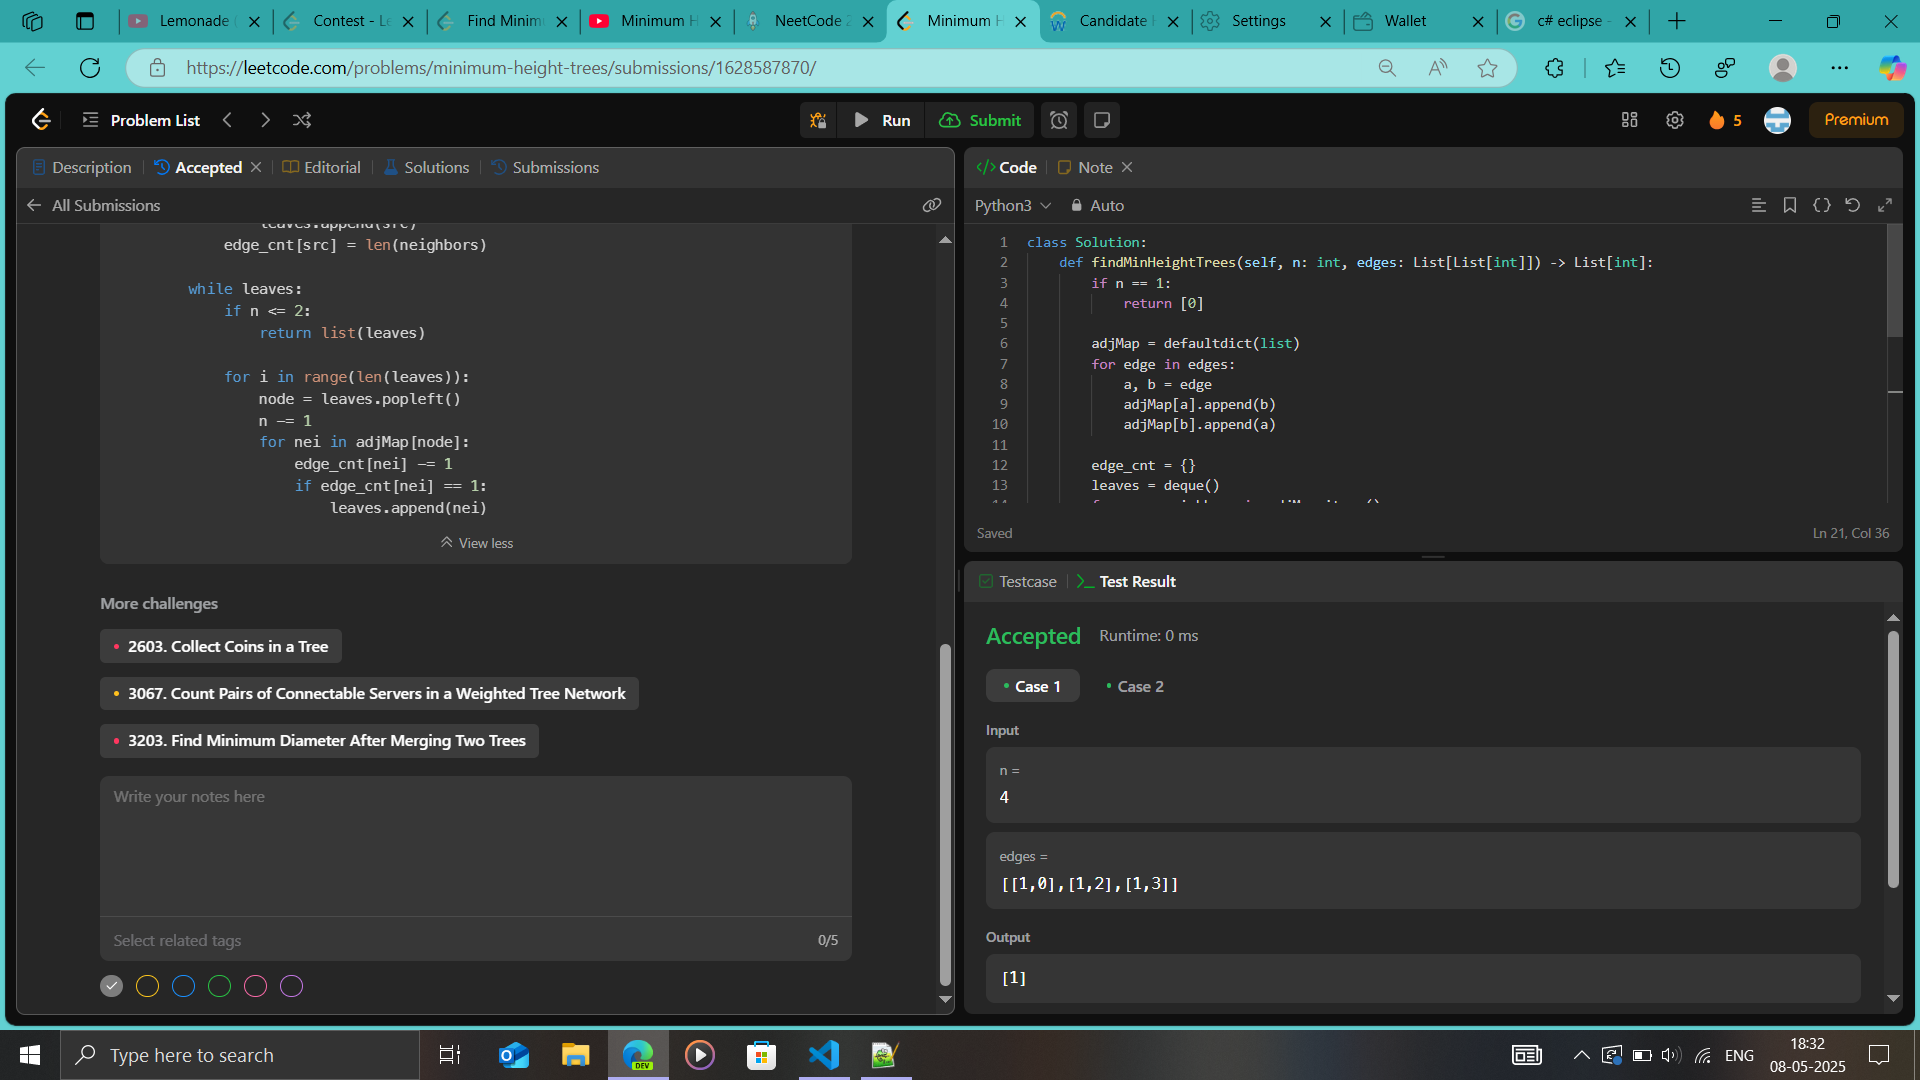 Lemonade
Contest - Le
Find Minimu
Minimum H
NeetCode 2
Minimum H
Candidate
Settings
Wallet
c# eclipse -
https://leetcode.com/problems/minimum-height-trees/submissions/1628587870/
Problem List
Run
Submit
5
Premium
Description
Accepted
Editorial
Solutions
Submissions
All Submissions
leaves.append(src)
edge_cnt[src] = len(neighbors)
while leaves:
if n <= 2:
return list(leaves)
for i in range(len(leaves)):
node = leaves.popleft()
n -= 1
for nei in adjMap[node]:
edge_cnt[nei] -= 1
if edge_cnt[nei] == 1:
leaves.append(nei)
View less
More challenges
2603. Collect Coins in a Tree
3067. Count Pairs of Connectable Servers in a Weighted Tree Network
3203. Find Minimum Diameter After Merging Two Trees
Write your notes here
Select related tags
0/5
Code
Note
Python3
Auto
1 class Solution:
2 def findMinHeightTrees(self, n: int, edges: List[List[int]]) -> List[int]:
3 if n == 1:
4 return [0]
5
6 adjMap = defaultdict(list)
7 for edge in edges:
8 a, b = edge
9 adjMap[a].append(b)
10 adjMap[b].append(a)
11
12 edge_cnt = {}
13 leaves = deque()
Saved
Ln 21, Col 36
Testcase
Test Result
Accepted
Runtime: 0 ms
Case 1
Case 2
Input
n =
4
edges =
[[1,0],[1,2],[1,3]]
Output
[1]
Type here to search
DEV
ENG
18:32
08-05-2025